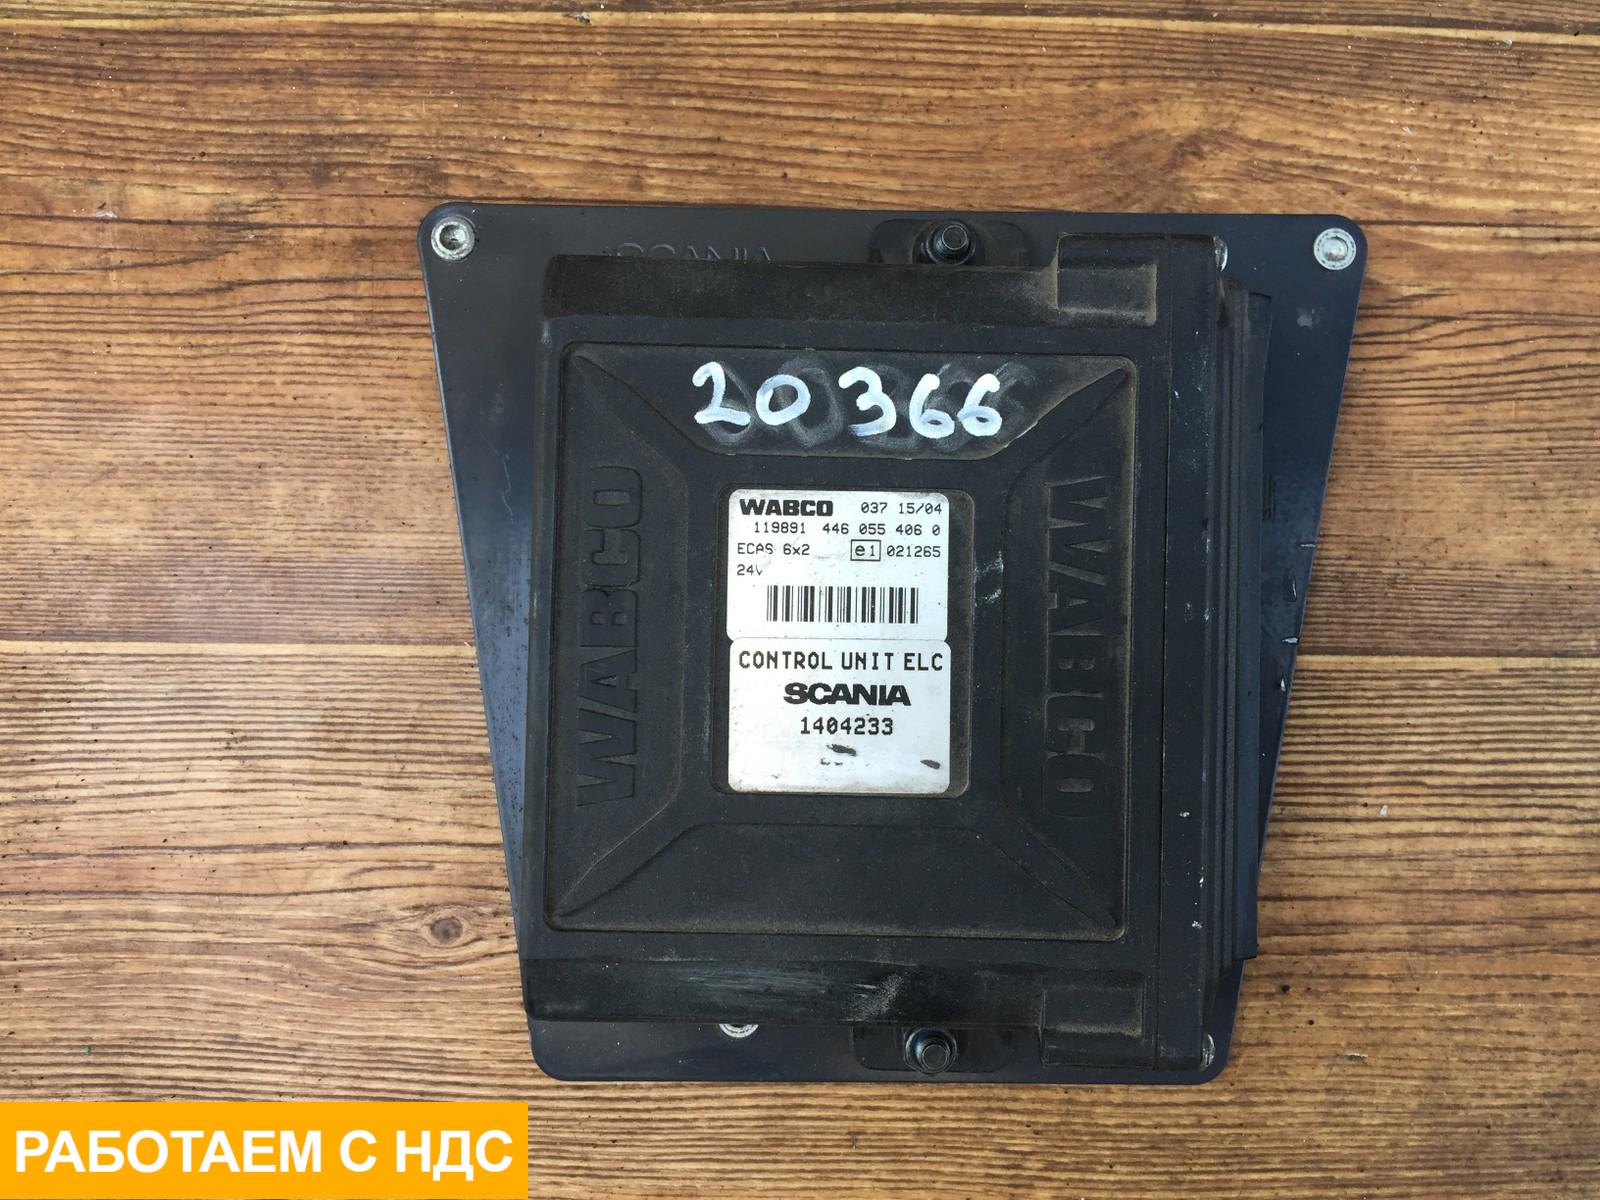 SCANIA
20366
WABCO
WABCO
WABCO 037 15/04
119891 446 055 406 0
ECAS 6x2 e1 021265
24V
CONTROL UNIT ELC
SCANIA
1404233
РАБОТАЕМ С НДС